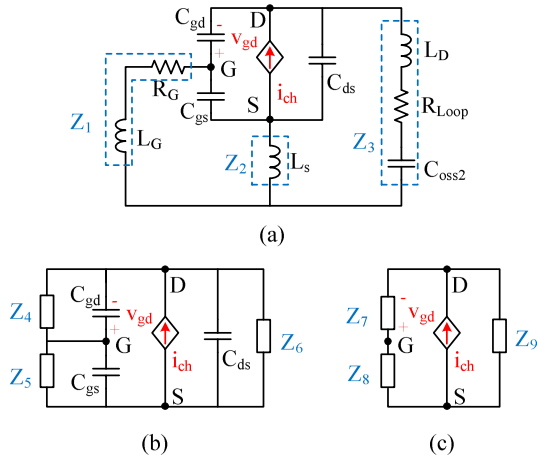 C_gd
-
D
v_gd
+
G
R_G
i_ch
C_ds
L_D
C_gs
S
R_Loop
Z_1
L_G
Z_2
L_s
Z_3
C_oss2
(a)
Z_4
C_gd
-
D
v_gd
+
G
Z_5
C_gs
i_ch
C_ds
Z_6
S
(b)
Z_7
-
D
v_gd
+
G
Z_8
i_ch
Z_9
S
(c)